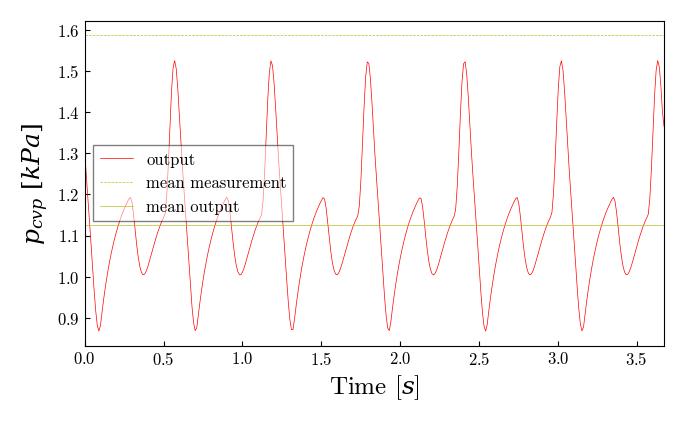 1.6
1.5
1.4
1.3
1.2
1.1
1.0
0.9
p_cvp [kPa]
output
mean measurement
mean output
0.0 0.5 1.0 1.5 2.0 2.5 3.0 3.5
Time [s]